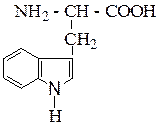 NH₂ - CH - COOH
CH₂
N
H